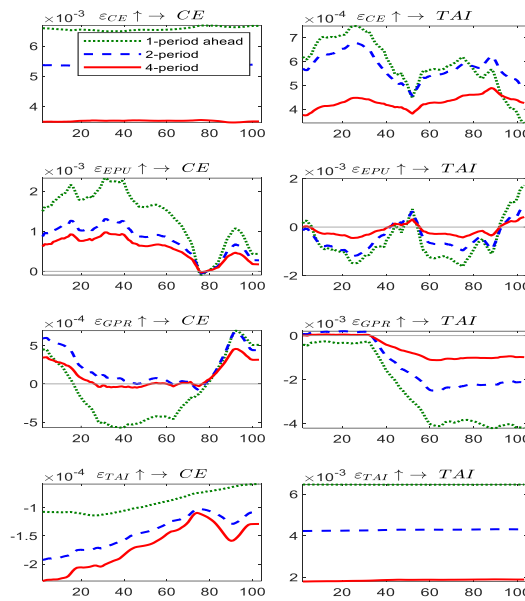 ×10⁻³ ε_CE ↑ → CE
6
5
4
20 40 60 80 100
1-period ahead
2-period
4-period
×10⁻⁴ ε_CE ↑ → TAI
7
6
5
4
20 40 60 80 100
×10⁻³ ε_EPU ↑ → CE
2
1
0
20 40 60 80 100
×10⁻³ ε_EPU ↑ → TAI
2
0
-2
20 40 60 80 100
×10⁻⁴ ε_GPR ↑ → CE
5
0
-5
20 40 60 80 100
×10⁻³ ε_GPR ↑ → TAI
0
-2
-4
20 40 60 80 100
×10⁻⁴ ε_TAI ↑ → CE
-1
-1.5
-2
20 40 60 80 100
×10⁻³ ε_TAI ↑ → TAI
6
4
2
20 40 60 80 100